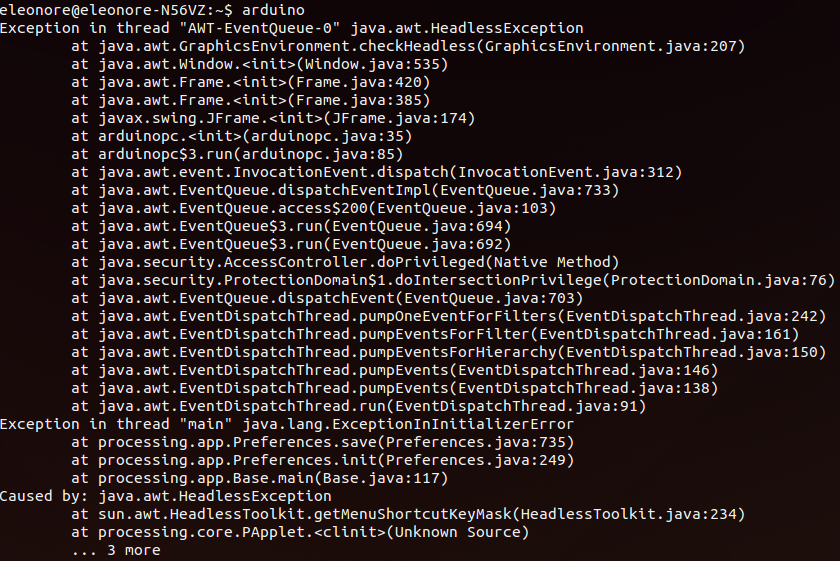 eleonore@eleonore-N56VZ:~$ arduino
Exception in thread "AWT-EventQueue-0" java.awt.HeadlessException
        at java.awt.GraphicsEnvironment.checkHeadless(GraphicsEnvironment.java:207)
        at java.awt.Window.<init>(Window.java:535)
        at java.awt.Frame.<init>(Frame.java:420)
        at java.awt.Frame.<init>(Frame.java:385)
        at javax.swing.JFrame.<init>(JFrame.java:174)
        at arduinopc.<init>(arduinopc.java:35)
        at arduinopc$3.run(arduinopc.java:85)
        at java.awt.event.InvocationEvent.dispatch(InvocationEvent.java:312)
        at java.awt.EventQueue.dispatchEventImpl(EventQueue.java:733)
        at java.awt.EventQueue.access$200(EventQueue.java:103)
        at java.awt.EventQueue$3.run(EventQueue.java:694)
        at java.awt.EventQueue$3.run(EventQueue.java:692)
        at java.security.AccessController.doPrivileged(Native Method)
        at java.security.ProtectionDomain$1.doIntersectionPrivilege(ProtectionDomain.java:76)
        at java.awt.EventQueue.dispatchEvent(EventQueue.java:703)
        at java.awt.EventDispatchThread.pumpOneEventForFilters(EventDispatchThread.java:242)
        at java.awt.EventDispatchThread.pumpEventsForFilter(EventDispatchThread.java:161)
        at java.awt.EventDispatchThread.pumpEventsForHierarchy(EventDispatchThread.java:150)
        at java.awt.EventDispatchThread.pumpEvents(EventDispatchThread.java:146)
        at java.awt.EventDispatchThread.pumpEvents(EventDispatchThread.java:138)
        at java.awt.EventDispatchThread.run(EventDispatchThread.java:91)
Exception in thread "main" java.lang.ExceptionInInitializerError
        at processing.app.Preferences.save(Preferences.java:735)
        at processing.app.Preferences.init(Preferences.java:249)
        at processing.app.Base.main(Base.java:117)
Caused by: java.awt.HeadlessException
        at sun.awt.HeadlessToolkit.getMenuShortcutKeyMask(HeadlessToolkit.java:234)
        at processing.core.PApplet.<clinit>(Unknown Source)
        ... 3 more